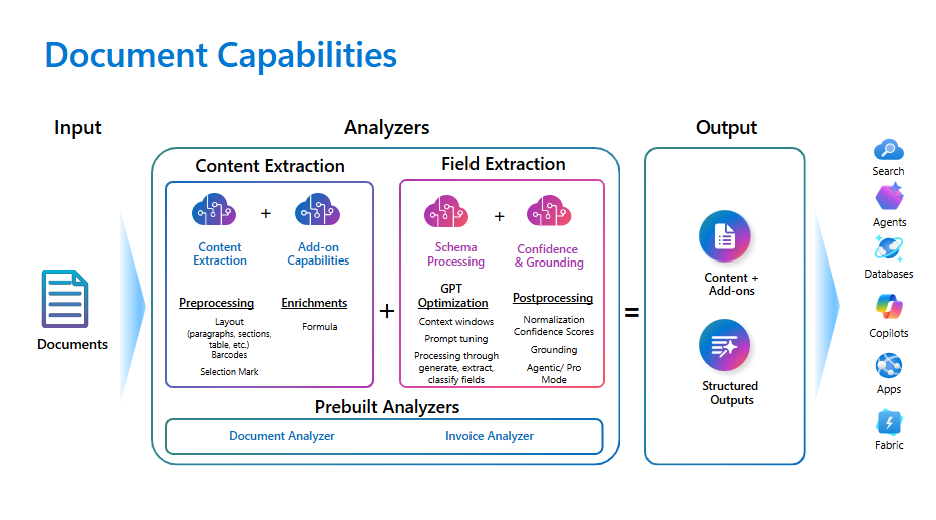 Document Capabilities
Input
Analyzers
Output
Content Extraction
Field Extraction
+
+
Content
Extraction
Add-on
Capabilities
Schema
Processing
Confidence
& Grounding
Preprocessing
Layout
(paragraphs, sections,
table, etc.)
Barcodes
Selection Mark
Enrichments
Formula
+
GPT
Optimization
Context windows
Prompt tuning
Processing through
generate, extract,
classify fields
Postprocessing
Normalization
Confidence Scores
Grounding
Agentic/ Pro
Mode
=
Documents
Prebuilt Analyzers
Document Analyzer
Invoice Analyzer
Content +
Add-ons
Structured
Outputs
Search
Agents
Databases
Copilots
Apps
Fabric